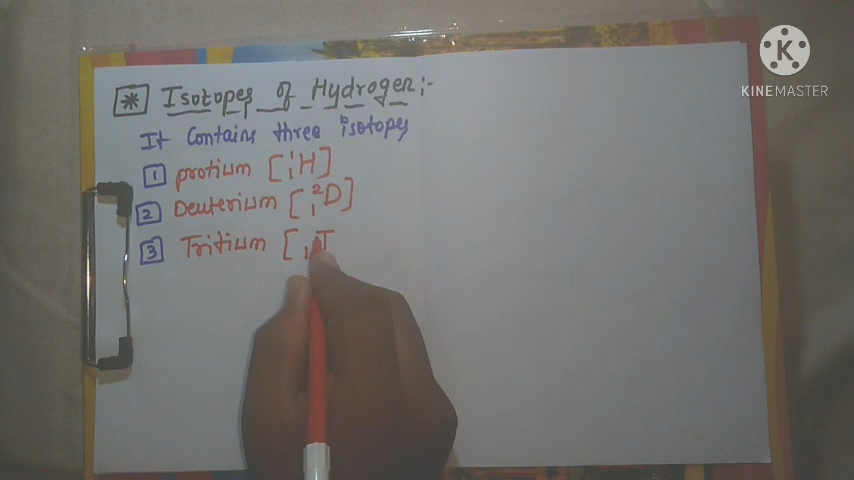 * Isotopes of Hydrogen:-
It Contains three isotopes
1 protium [¹₁H]
2 Deuterium [²₁D]
3 Tritium [ ₁T
K
KINEMASTER